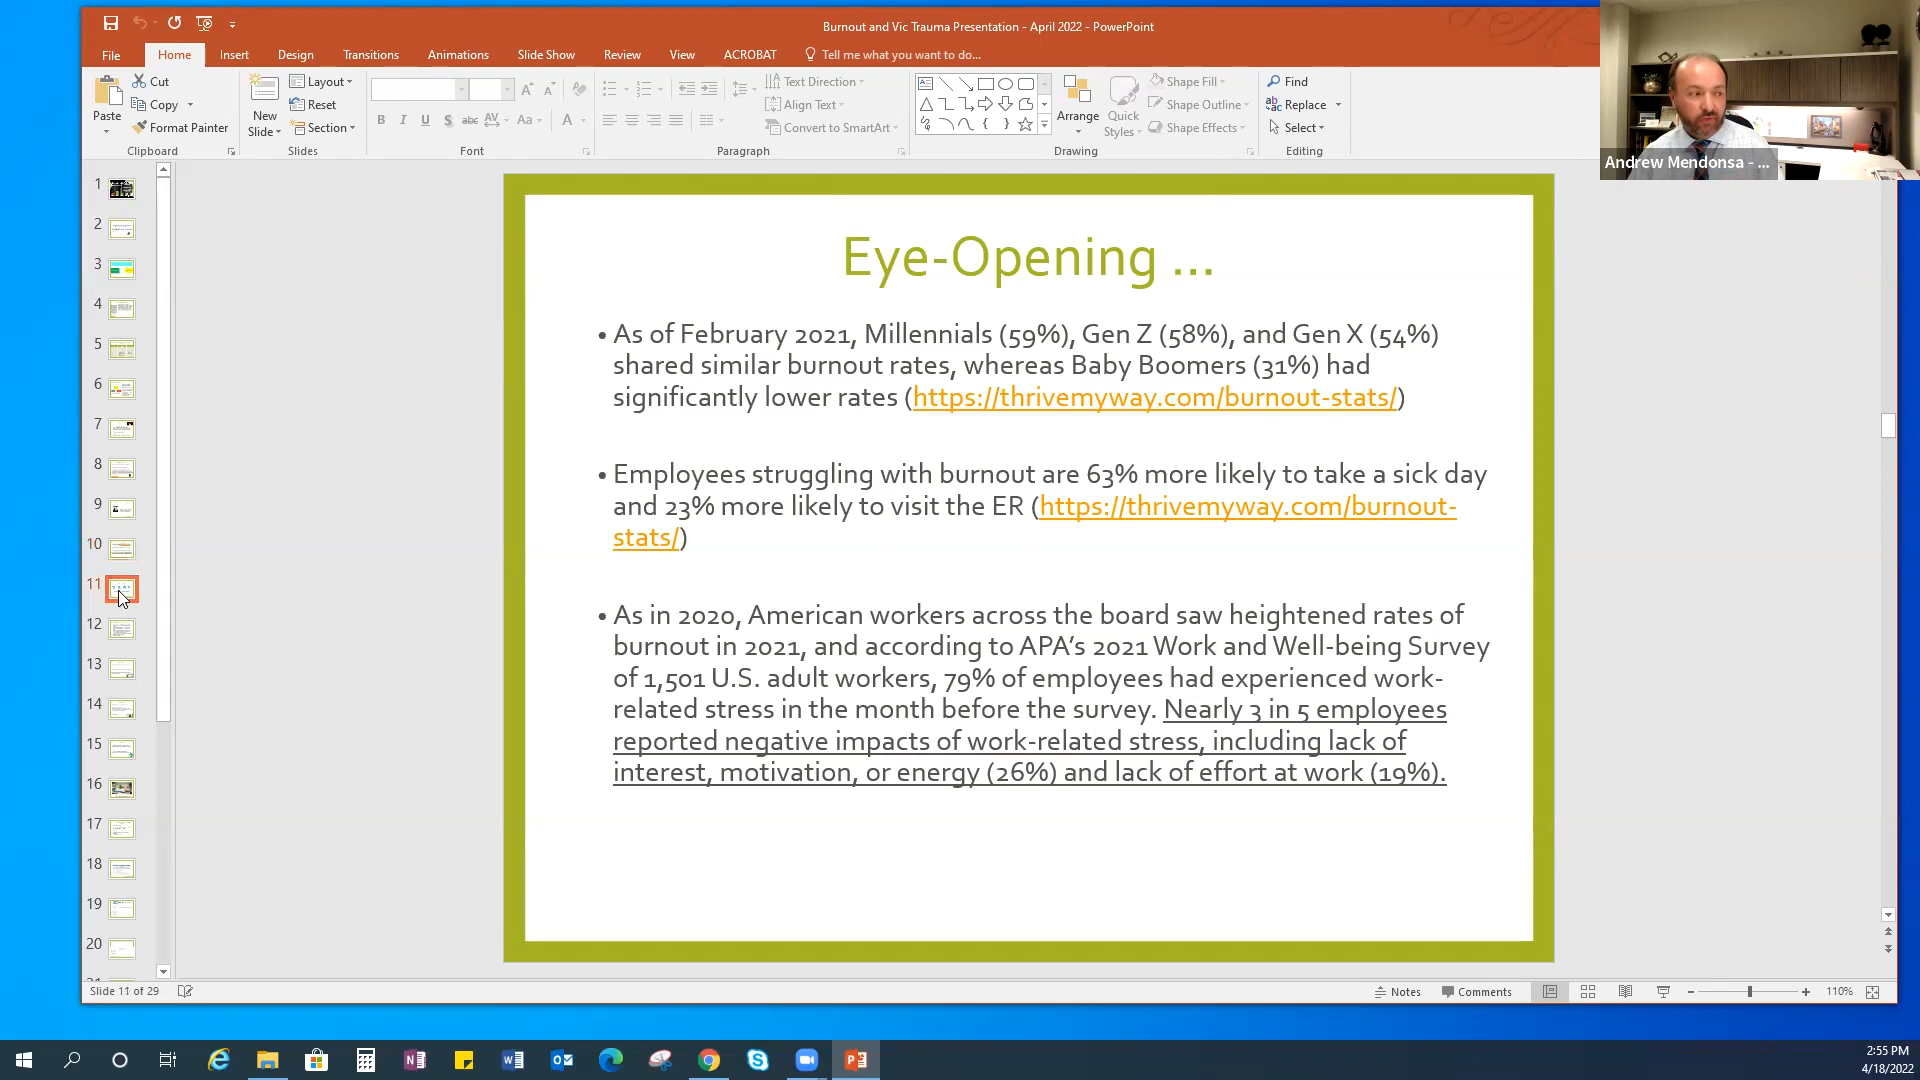 Burnout and Vic Trauma Presentation - April 2022 - PowerPoint
File Home Insert Design Slide Show Transitions Animations Review View ACROBAT Tell me what you want to do...
Paste
Cut
Copy
Format Painter
Clipboard
New
Slide
Layout
Reset
Section
Slides
Font
Text Direction
Align Text
Convert to SmartArt
Paragraph
Arrange
Quick
Styles
Shape Fill
Shape Outline
Shape Effects
Drawing
Find
Replace
Select
Editing
Andrew Mendonsa - ...
1
2
3
4
5
6
7
8
9
10
11
12
13
14
15
16
17
18
19
20
Eye-Opening ...
• As of February 2021, Millennials (59%), Gen Z (58%), and Gen X (54%)
shared similar burnout rates, whereas Baby Boomers (31%) had
significantly lower rates (https://thrivemyway.com/burnout-stats/)
• Employees struggling with burnout are 63% more likely to take a sick day
and 23% more likely to visit the ER (https://thrivemyway.com/burnout-
stats/)
• As in 2020, American workers across the board saw heightened rates of
burnout in 2021, and according to APA’s 2021 Work and Well-being Survey
of 1,501 U.S. adult workers, 79% of employees had experienced work-
related stress in the month before the survey. Nearly 3 in 5 employees
reported negative impacts of work-related stress, including lack of
interest, motivation, or energy (26%) and lack of effort at work (19%).
Slide 11 of 29
Notes
Comments
110%
2:55 PM
4/18/2022